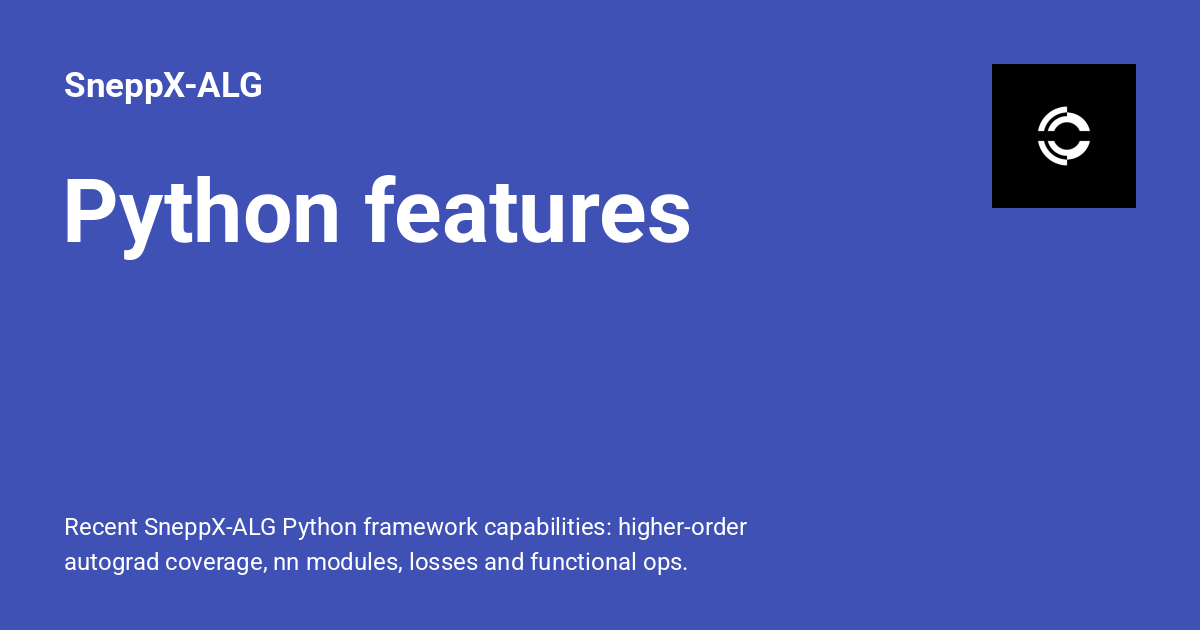 SneppX-ALG
Python features
Recent SneppX-ALG Python framework capabilities: higher-order
autograd coverage, nn modules, losses and functional ops.